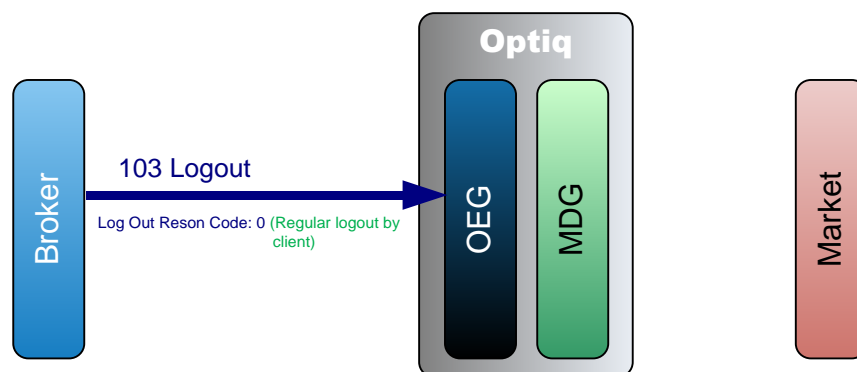 Optiq
Broker
103 Logout
Log Out Reson Code: 0 (Regular logout by
client)
OEG
MDG
Market